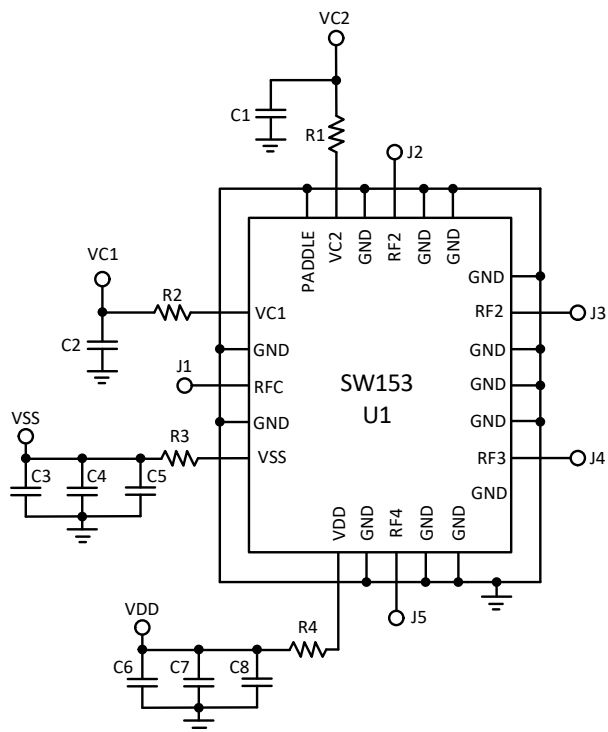 VC2
C1
R1
J2
PADDLE
VC2
GND
RF2
GND
GND
VC1
R2
C2
VC1
GND
J1
RFC
GND
VSS
R3
VSS
C3
C4
C5
SW153
U1
GND
RF2
J3
GND
GND
GND
RF3
J4
GND
VDD
GND
RF4
GND
GND
J5
VDD
R4
C6
C7
C8